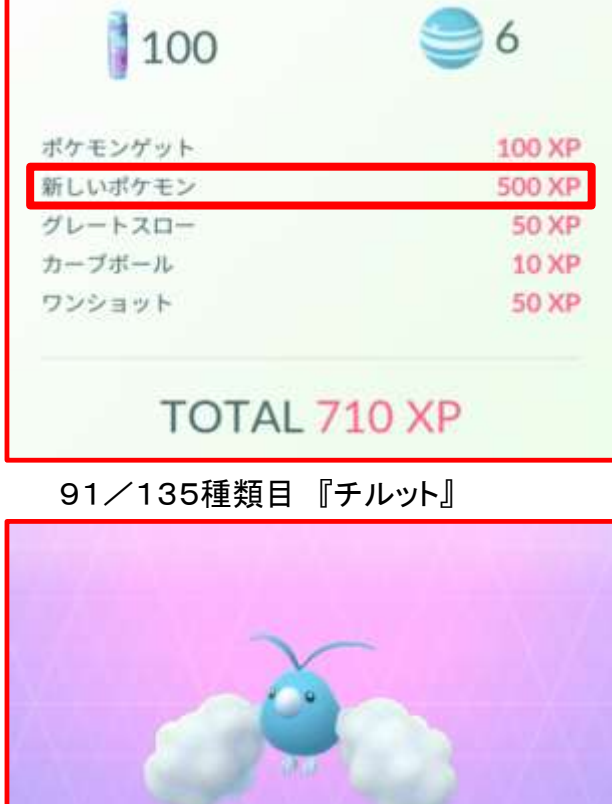 100 6
ポケモンゲット 100 XP
新しいポケモン 500 XP
グレートスロー 50 XP
カーブボール 10 XP
ワンショット 50 XP
TOTAL 710 XP
91／135種類目 『チルット』